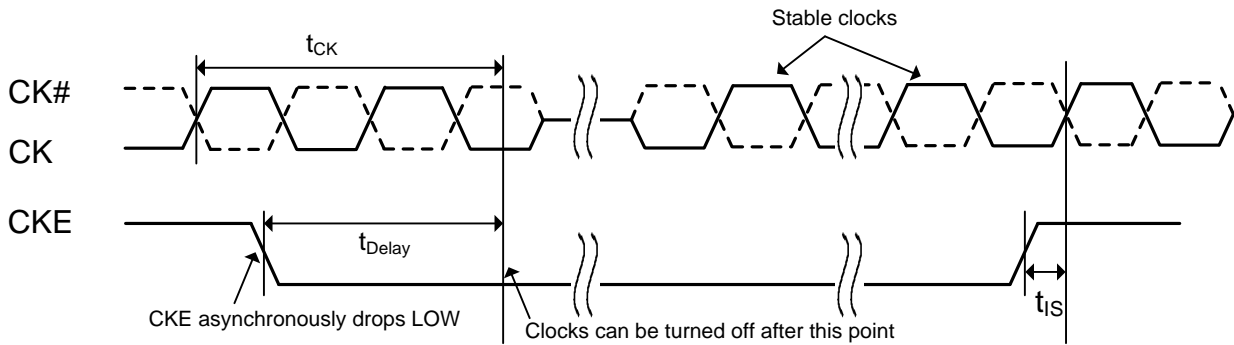 Stable clocks
tCK
CK#
CK
CKE
tDelay
tIS
CKE asynchronously drops LOW
Clocks can be turned off after this point